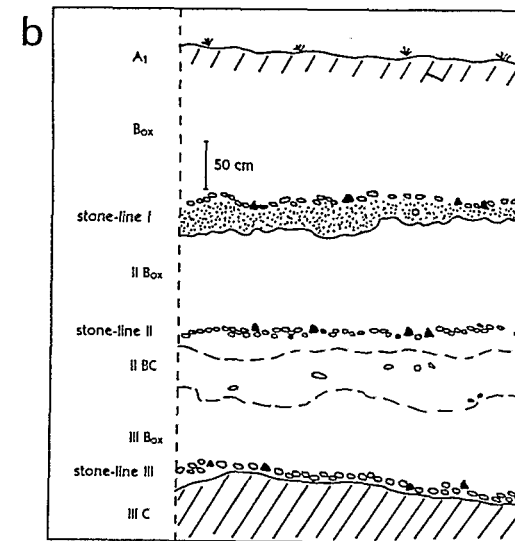 b
A1
Box
50 cm
stone-line I
II Box
stone-line II
II BC
III Box
stone-line III
III C